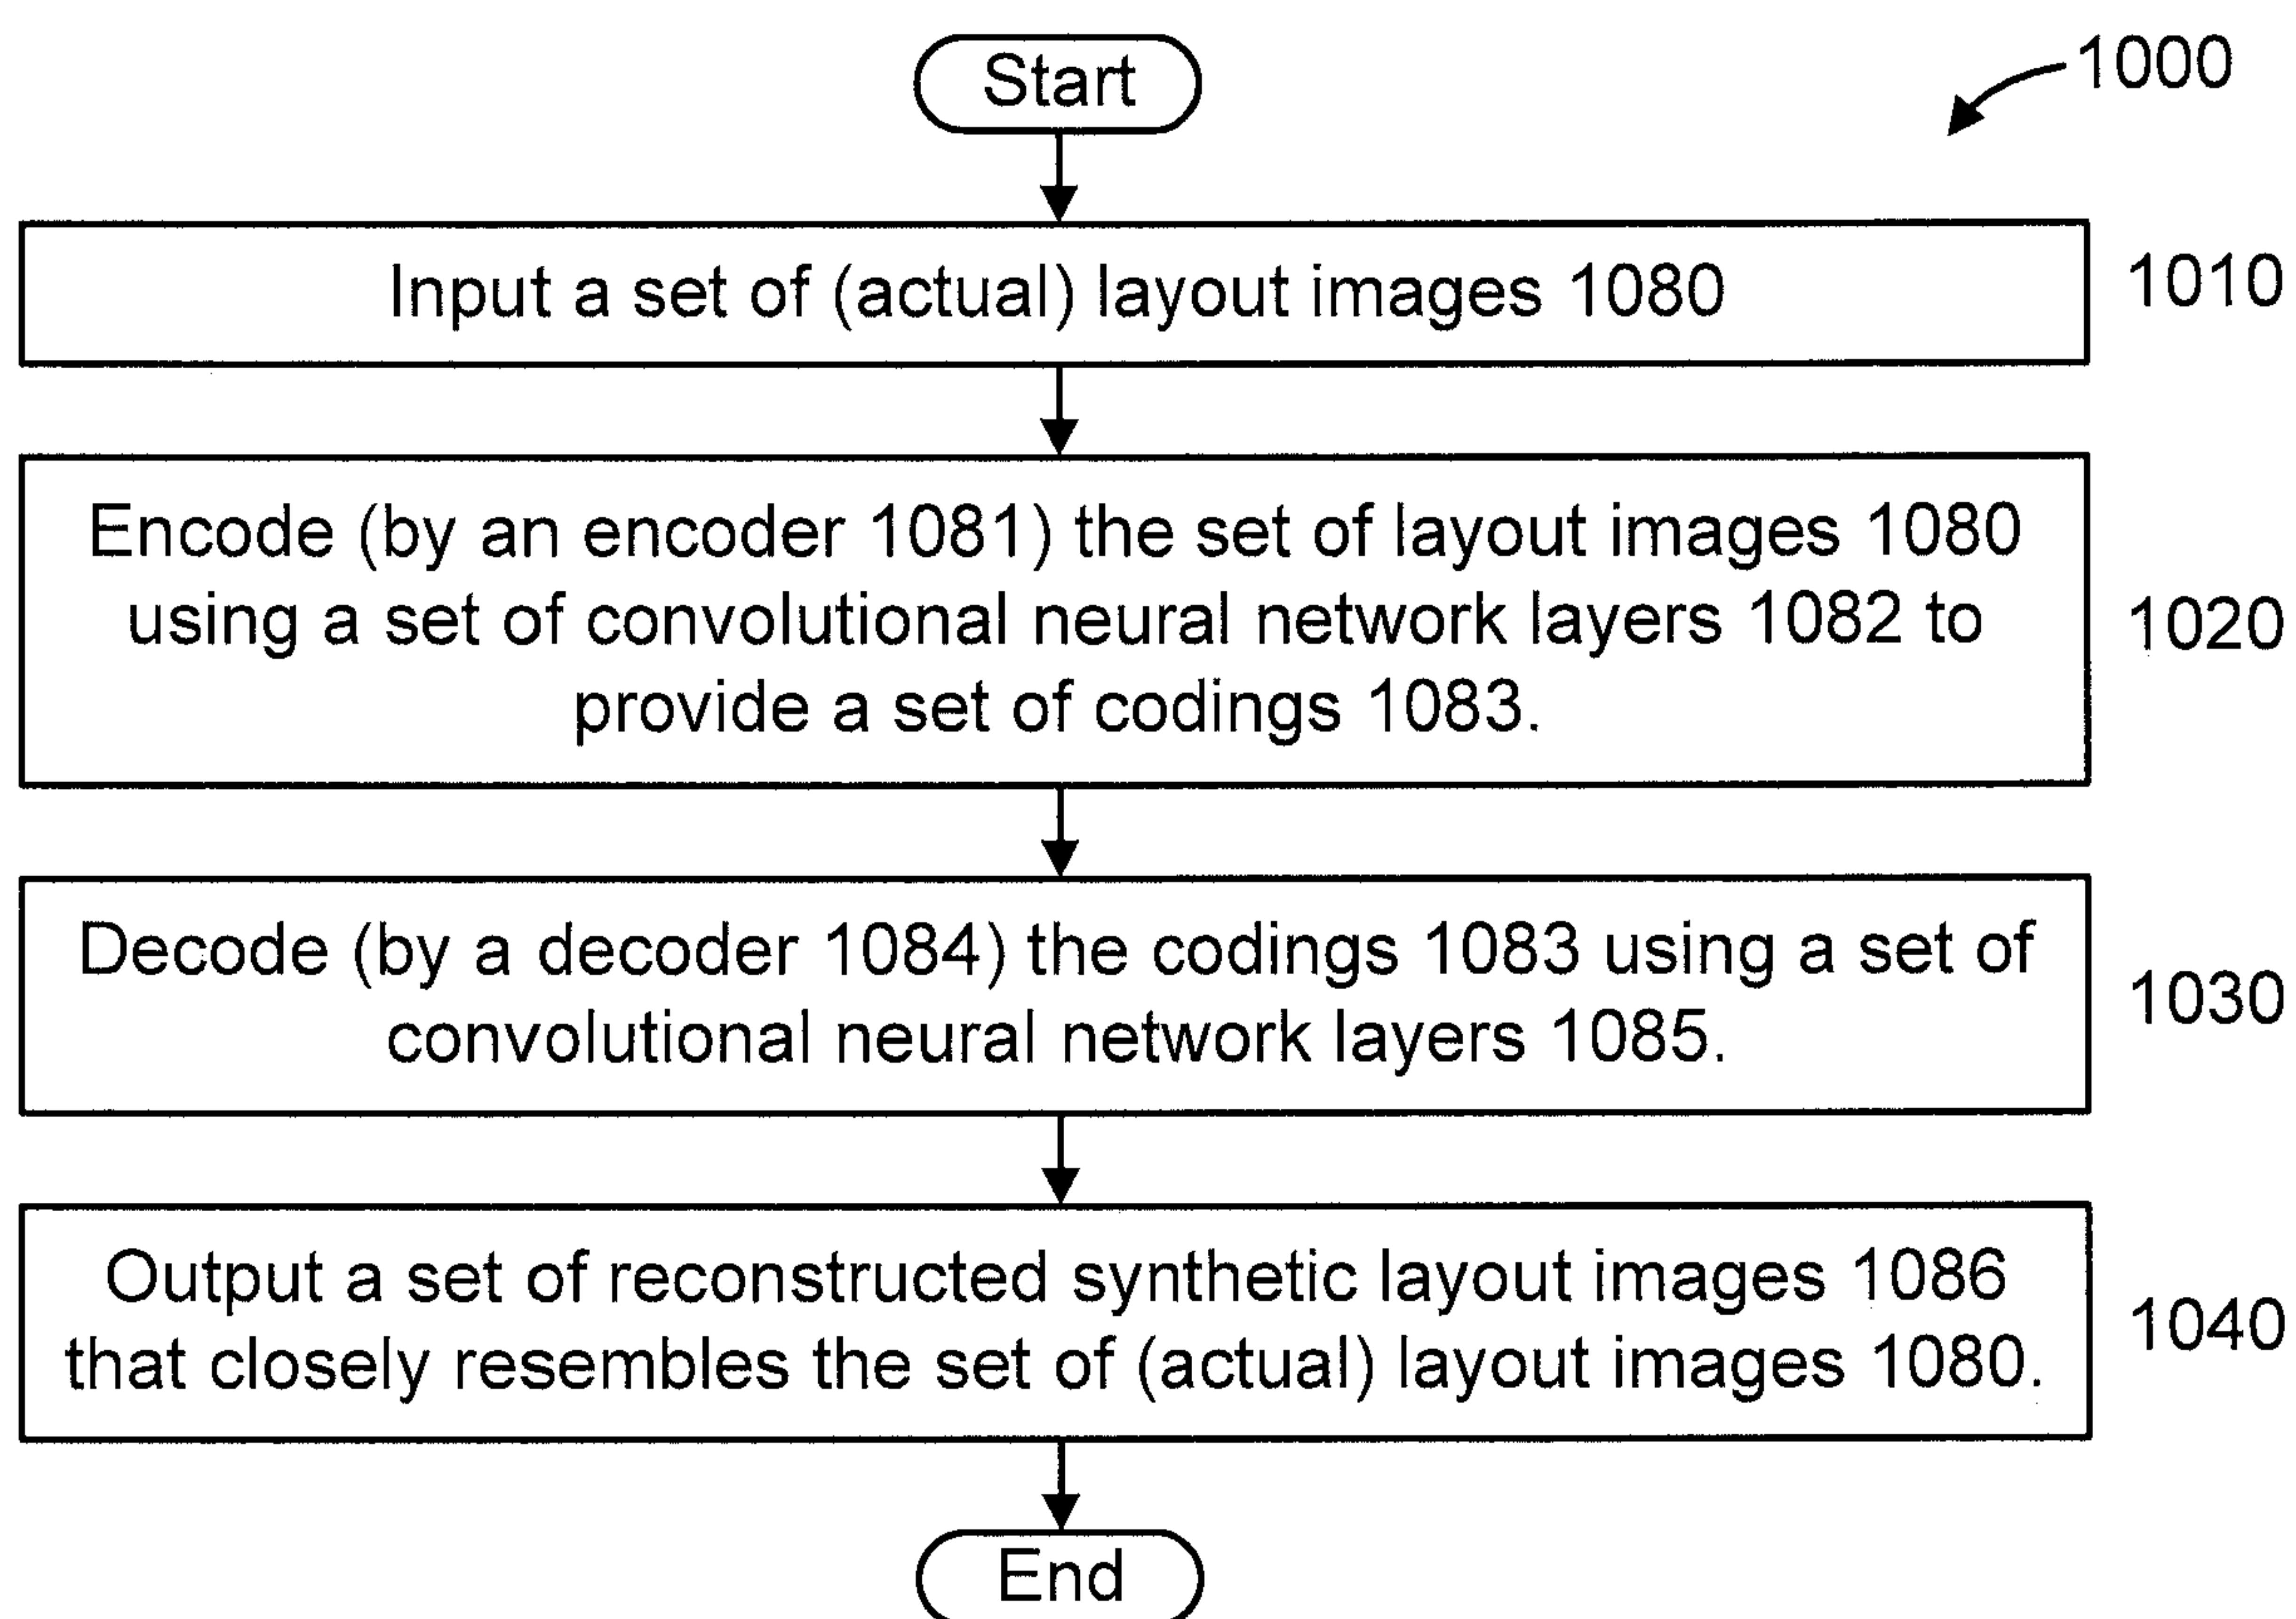 Start
1000
Input a set of (actual) layout images 1080
1010
Encode (by an encoder 1081) the set of layout images 1080
using a set of convolutional neural network layers 1082 to
provide a set of codings 1083.
1020
Decode (by a decoder 1084) the codings 1083 using a set of
convolutional neural network layers 1085.
1030
Output a set of reconstructed synthetic layout images 1086
that closely resembles the set of (actual) layout images 1080.
1040
End